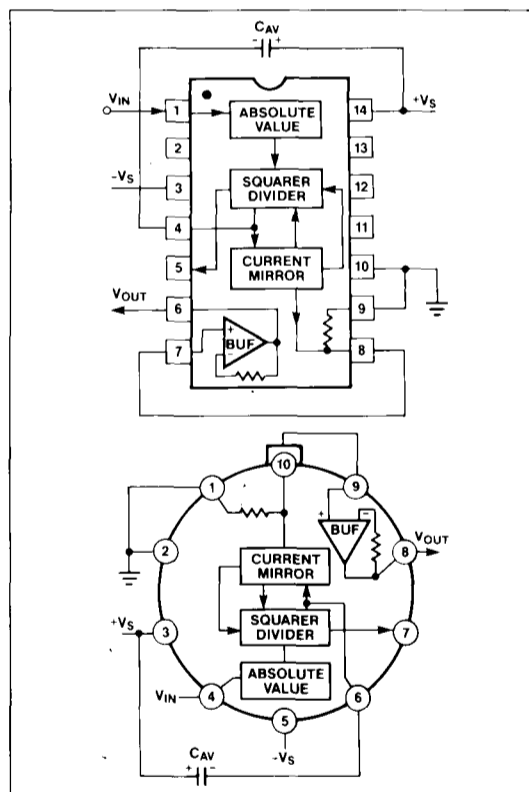 CAV
- +
VIN
+VS
1
ABSOLUTE VALUE
14
2
13
-VS
3
SQUARER DIVIDER
12
4
11
5
CURRENT MIRROR
10
VOUT
6
9
7
+
-
BUF
8
10
1
9
+
-
BUF
2
8
VOUT
CURRENT MIRROR
+VS
3
SQUARER DIVIDER
7
ABSOLUTE VALUE
VIN
4
6
5
CAV
+ -
-VS